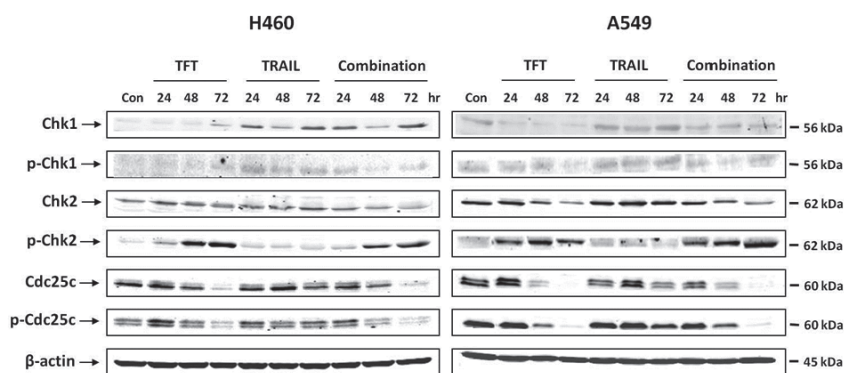 H460 A549
TFT TRAIL Combination TFT TRAIL Combination
Con 24 48 72 24 48 72 24 48 72 hr Con 24 48 72 24 48 72 24 48 72 hr
Chk1 → 56 kDa
p-Chk1 → 56 kDa
Chk2 → 62 kDa
p-Chk2 → 62 kDa
Cdc25c → 60 kDa
p-Cdc25c → 60 kDa
β-actin → 45 kDa